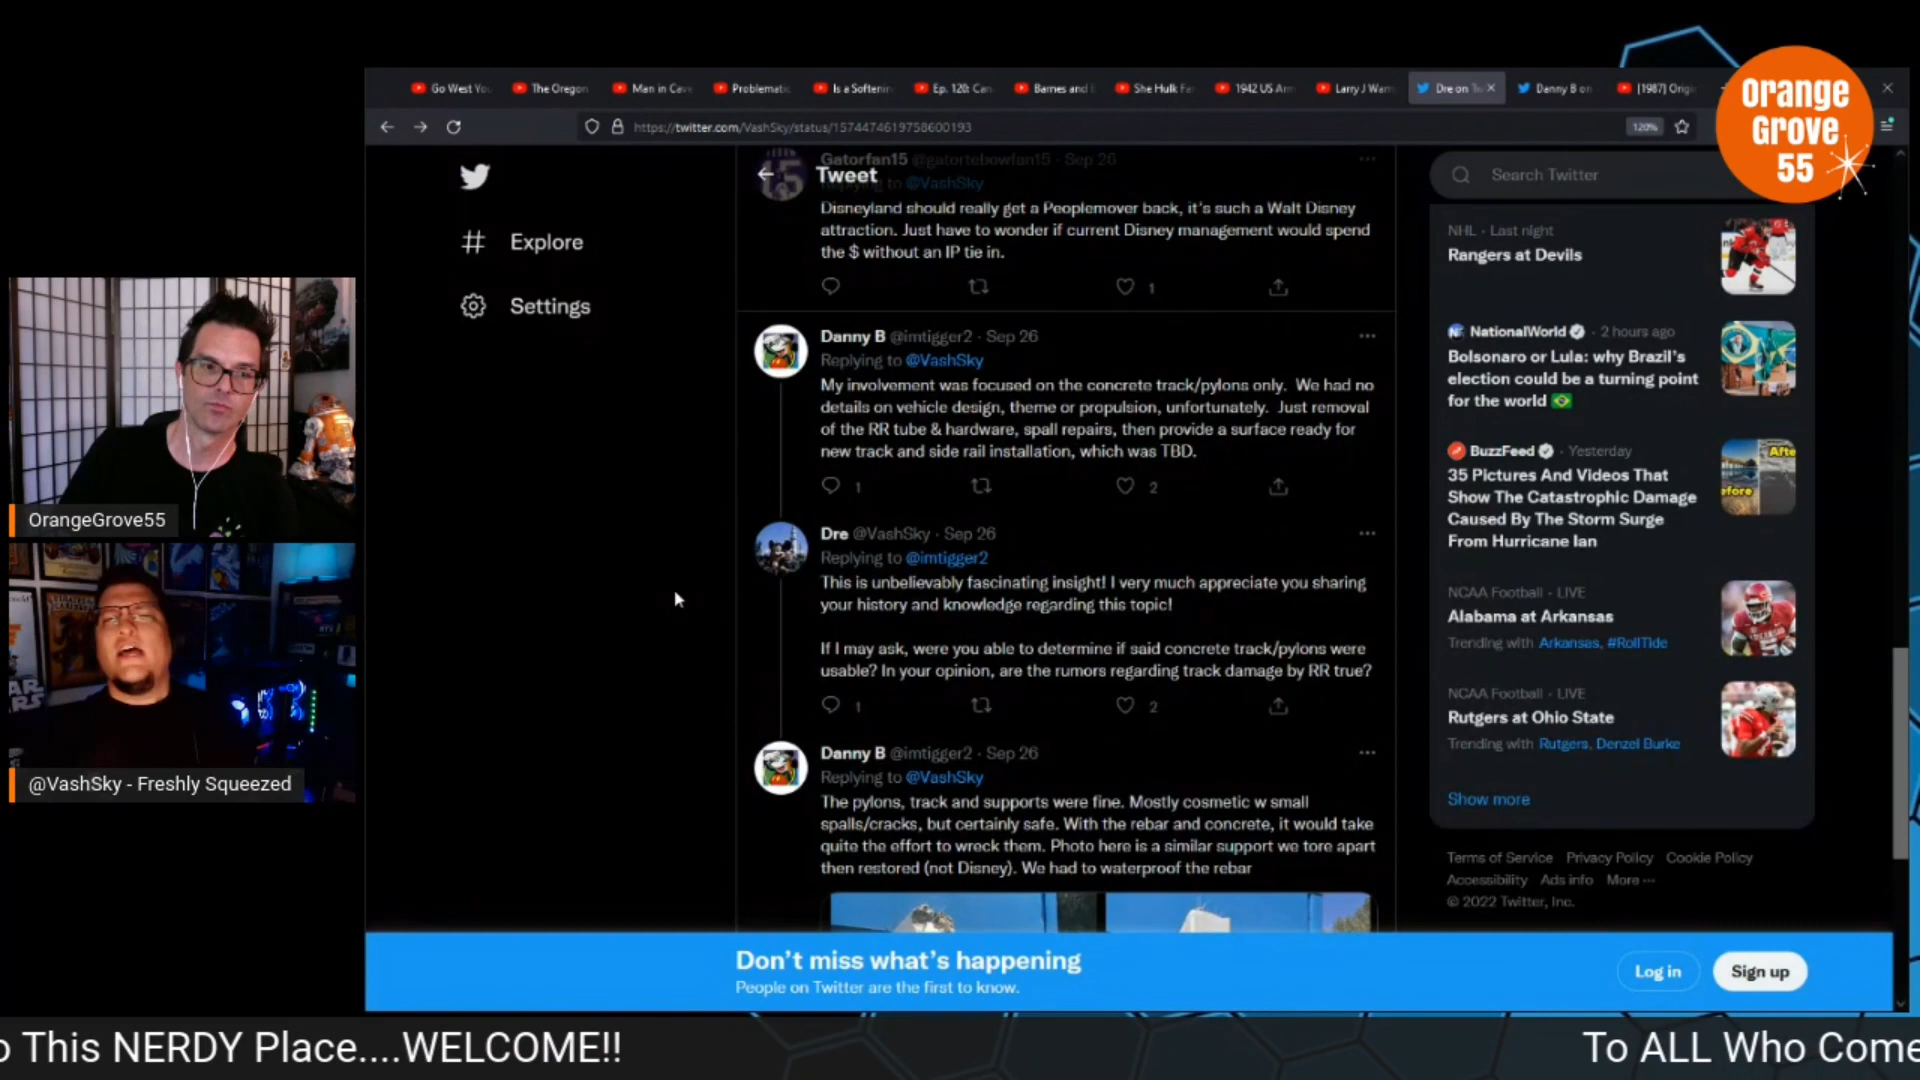 Go West Yo
The Oregon
Man in Cave
Problematic
Is a Softenin
Ep. 120: Can
Barnes and
She Hulk Fa
1942 US Arm
Larry J Warn
Dre on Tw
Danny B on
[1987] Orig
https://twitter.com/VashSky/status/1574474619758600193
120%
Orange
Grove
55
Explore
Settings
Tweet
Gatorfan15 @gatortebowfan15 · Sep 26
Replying to @VashSky
Disneyland should really get a Peoplemover back, it's such a Walt Disney
attraction. Just have to wonder if current Disney management would spend
the $ without an IP tie in.
1
Danny B @imtigger2 · Sep 26
Replying to @VashSky
My involvement was focused on the concrete track/pylons only. We had no
details on vehicle design, theme or propulsion, unfortunately. Just removal
of the RR tube & hardware, spall repairs, then provide a surface ready for
new track and side rail installation, which was TBD.
1 2
Dre @VashSky · Sep 26
Replying to @imtigger2
This is unbelievably fascinating insight! I very much appreciate you sharing
your history and knowledge regarding this topic!
If I may ask, were you able to determine if said concrete track/pylons were
usable? In your opinion, are the rumors regarding track damage by RR true?
1 2
Danny B @imtigger2 · Sep 26
Replying to @VashSky
The pylons, track and supports were fine. Mostly cosmetic w small
spalls/cracks, but certainly safe. With the rebar and concrete, it would take
quite the effort to wreck them. Photo here is a similar support we tore apart
then restored (not Disney). We had to waterproof the rebar
Search Twitter
NHL · Last night
Rangers at Devils
NationalWorld · 2 hours ago
Bolsonaro or Lula: why Brazil's
election could be a turning point
for the world
BuzzFeed · Yesterday
35 Pictures And Videos That
Show The Catastrophic Damage
Caused By The Storm Surge
From Hurricane Ian
NCAA Football · LIVE
Alabama at Arkansas
Trending with Arkansas, #RollTide
NCAA Football · LIVE
Rutgers at Ohio State
Trending with Rutgers, Denzel Burke
Show more
Terms of Service Privacy Policy Cookie Policy
Accessibility Ads info More ···
© 2022 Twitter, Inc.
OrangeGrove55
@VashSky - Freshly Squeezed
Don't miss what's happening
People on Twitter are the first to know.
Log in
Sign up
o This NERDY Place....WELCOME!!
To ALL Who Come